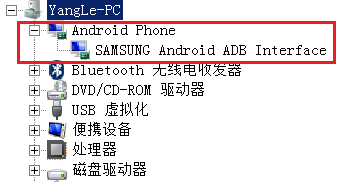 YangLe-PC
Android Phone
SAMSUNG Android ADB Interface
Bluetooth 无线电收发器
DVD/CD-ROM 驱动器
USB 虚拟化
便携设备
处理器
磁盘驱动器